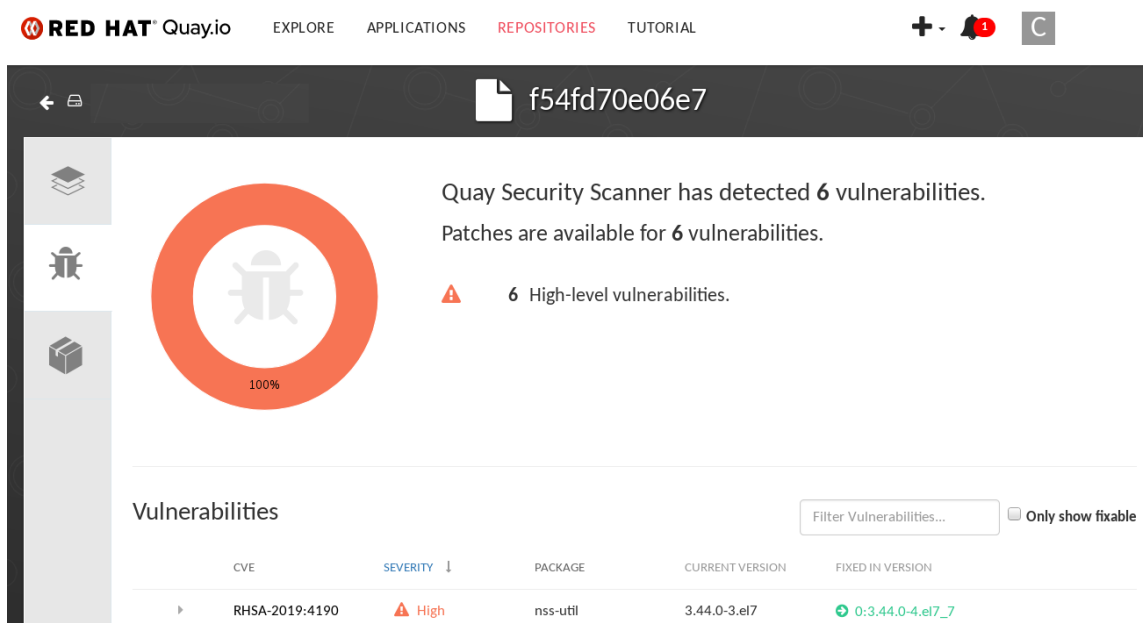 RED HAT® Quay.io EXPLORE APPLICATIONS REPOSITORIES TUTORIAL 1 C
f54fd70e06e7
Quay Security Scanner has detected 6 vulnerabilities.
Patches are available for 6 vulnerabilities.
6 High-level vulnerabilities.
100%
Vulnerabilities Filter Vulnerabilities... Only show fixable
CVE SEVERITY PACKAGE CURRENT VERSION FIXED IN VERSION
RHSA-2019:4190 High nss-util 3.44.0-3.el7 0:3.44.0-4.el7_7